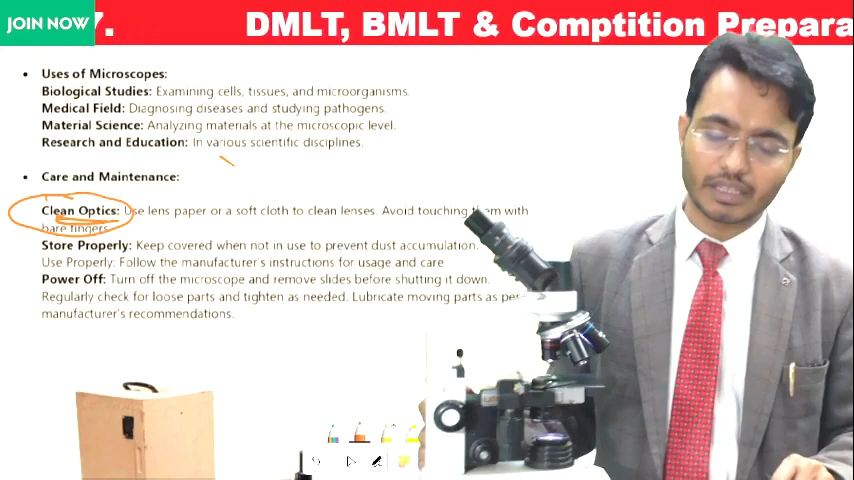 JOIN NOW
Y. DMLT, BMLT & Comptition Prepara
• Uses of Microscopes:
Biological Studies: Examining cells, tissues, and microorganisms.
Medical Field: Diagnosing diseases and studying pathogens.
Material Science: Analyzing materials at the microscopic level.
Research and Education: In various scientific disciplines.
• Care and Maintenance:
Clean Optics: Use lens paper or a soft cloth to clean lenses. Avoid touching them with
bare fingers.
Store Properly: Keep covered when not in use to prevent dust accumulation.
Use Properly: Follow the manufacturer's instructions for usage and care.
Power Off: Turn off the microscope and remove slides before shutting it down.
Regularly check for loose parts and tighten as needed. Lubricate moving parts as per
manufacturer's recommendations.